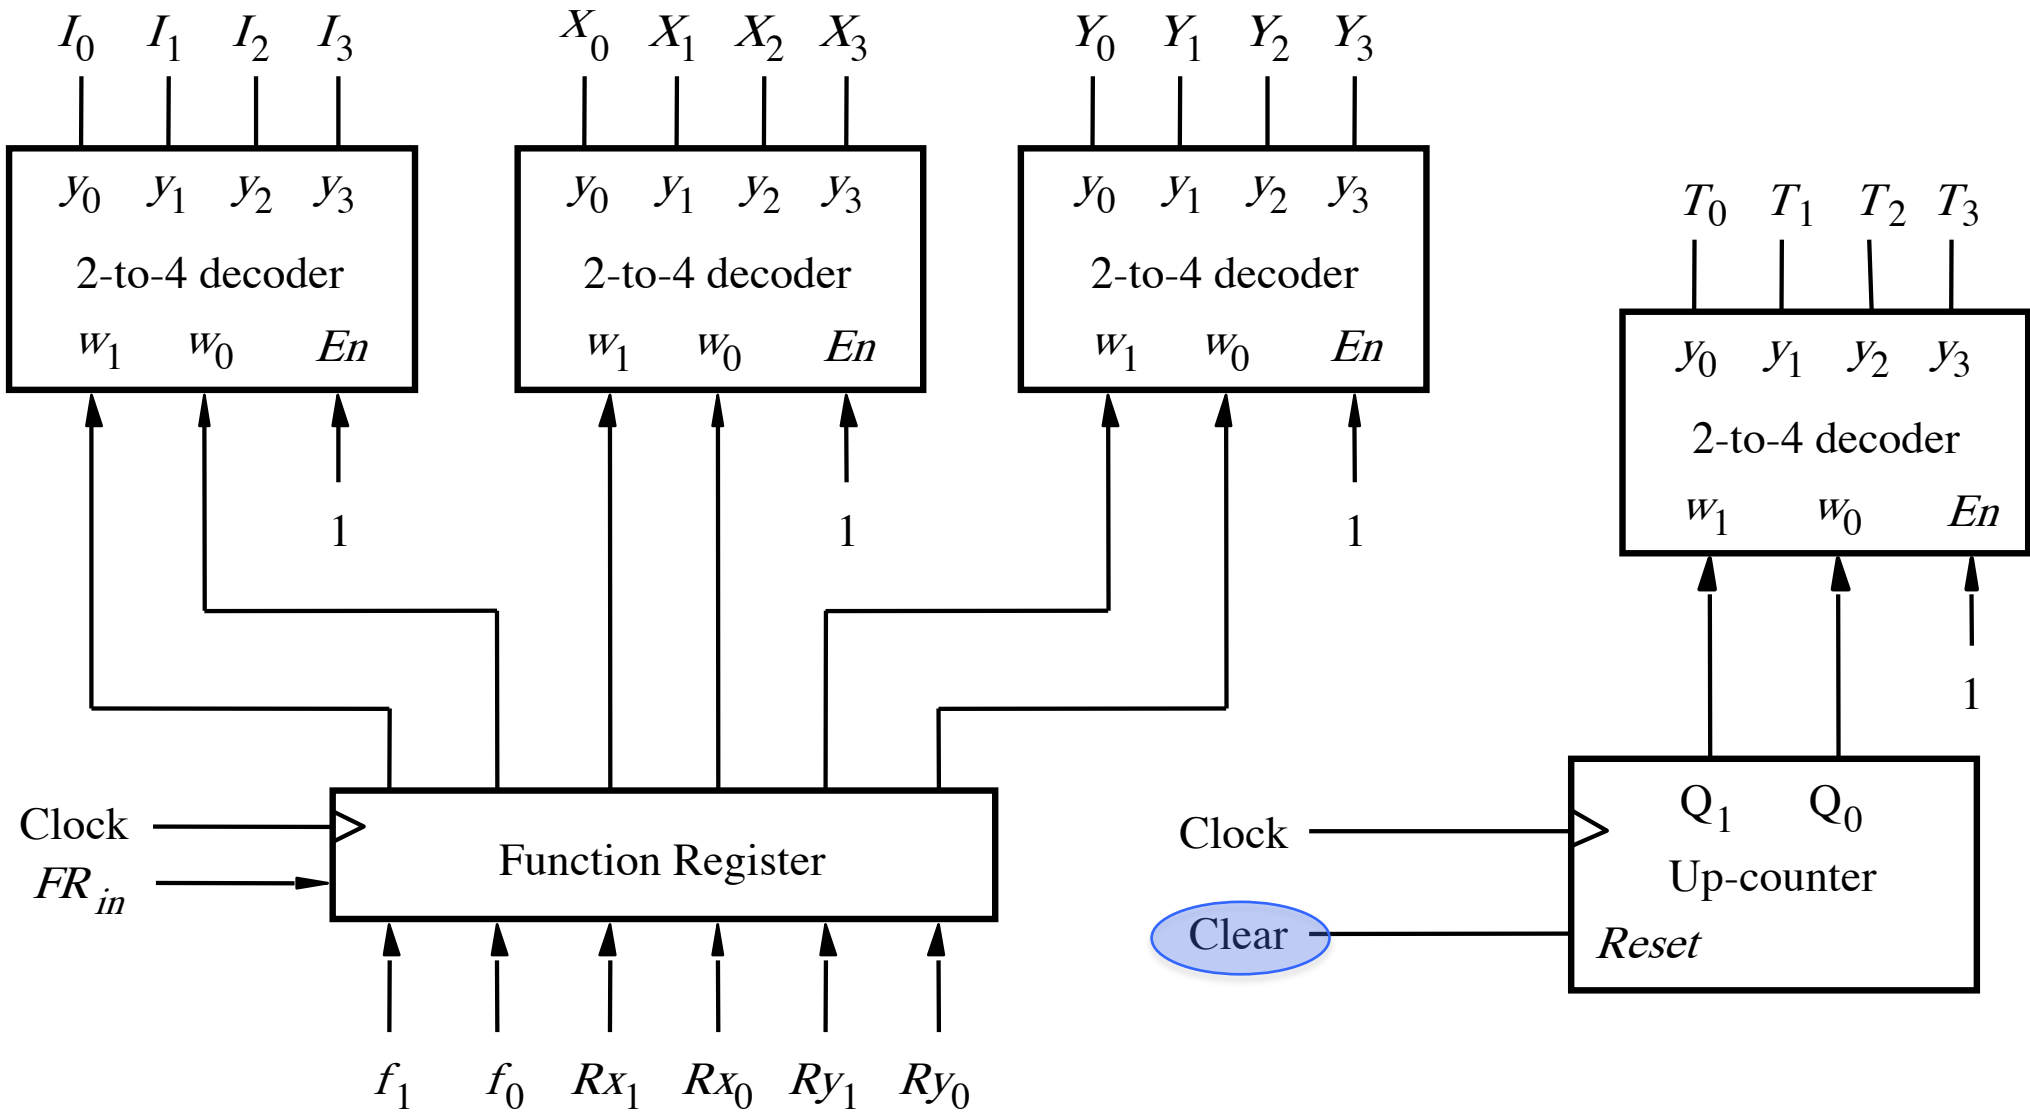 I0 I1 I2 I3 X0 X1 X2 X3 Y0 Y1 Y2 Y3
T0 T1 T2 T3
y0 y1 y2 y3
2-to-4 decoder
w1 w0 En
1
y0 y1 y2 y3
2-to-4 decoder
w1 w0 En
1
y0 y1 y2 y3
2-to-4 decoder
w1 w0 En
1
y0 y1 y2 y3
2-to-4 decoder
w1 w0 En
1
Clock
FR in
Function Register
f1 f0 Rx1 Rx0 Ry1 Ry0
Clock
Clear
Q1 Q0
Up-counter
Reset